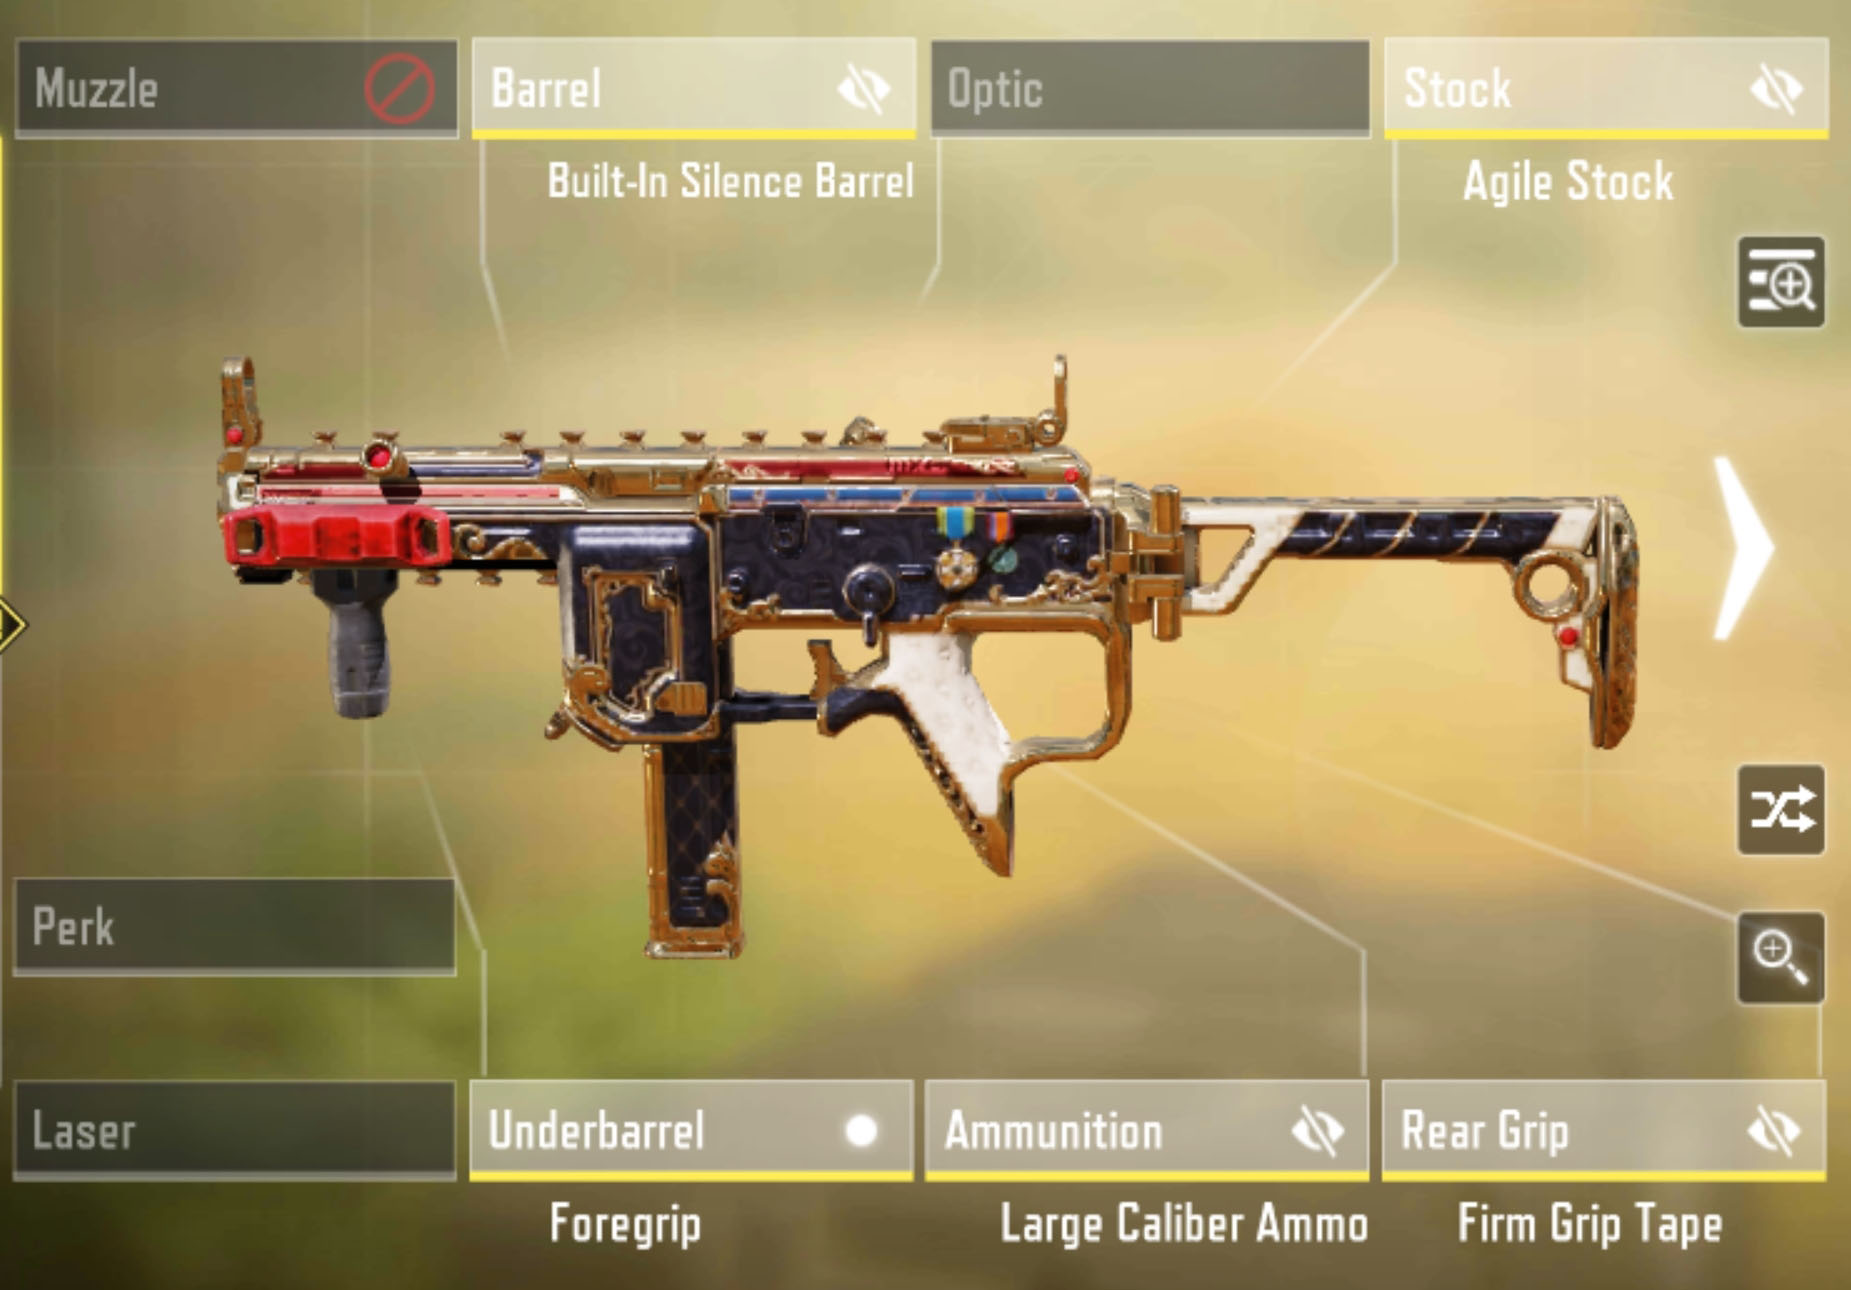 Muzzle
Barrel
Optic
Stock
Built-In Silence Barrel
Agile Stock
Perk
Laser
Underbarrel
Ammunition
Rear Grip
Foregrip
Large Caliber Ammo
Firm Grip Tape